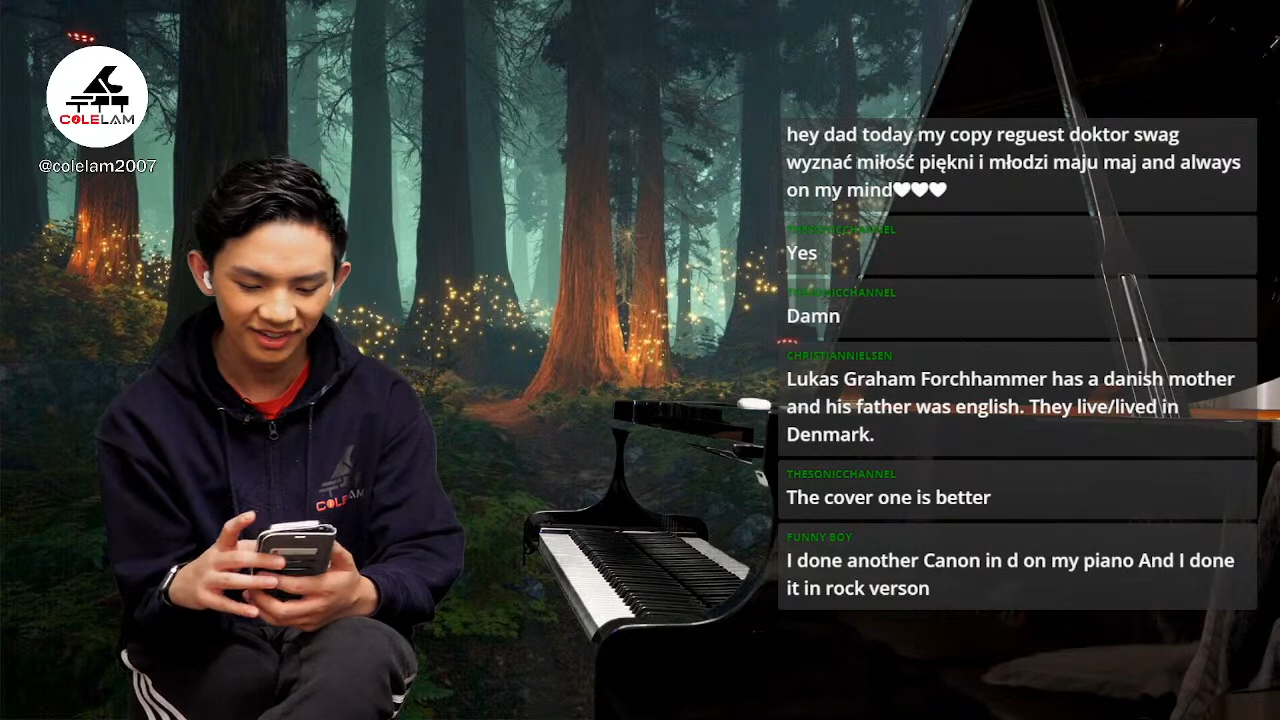 COLELAM
@colelam2007
hey dad today my copy reguest doktor swag
wyznać miłość piękni i młodzi maju maj and always
on my mind🤍🤍🤍
THESONICCHANNEL
Yes
THESONICCHANNEL
Damn
CHRISTIANNIELSEN
Lukas Graham Forchhammer has a danish mother
and his father was english. They live/lived in
Denmark.
THESONICCHANNEL
The cover one is better
FUNNY BOY
I done another Canon in d on my piano And I done
it in rock verson
COLELAM